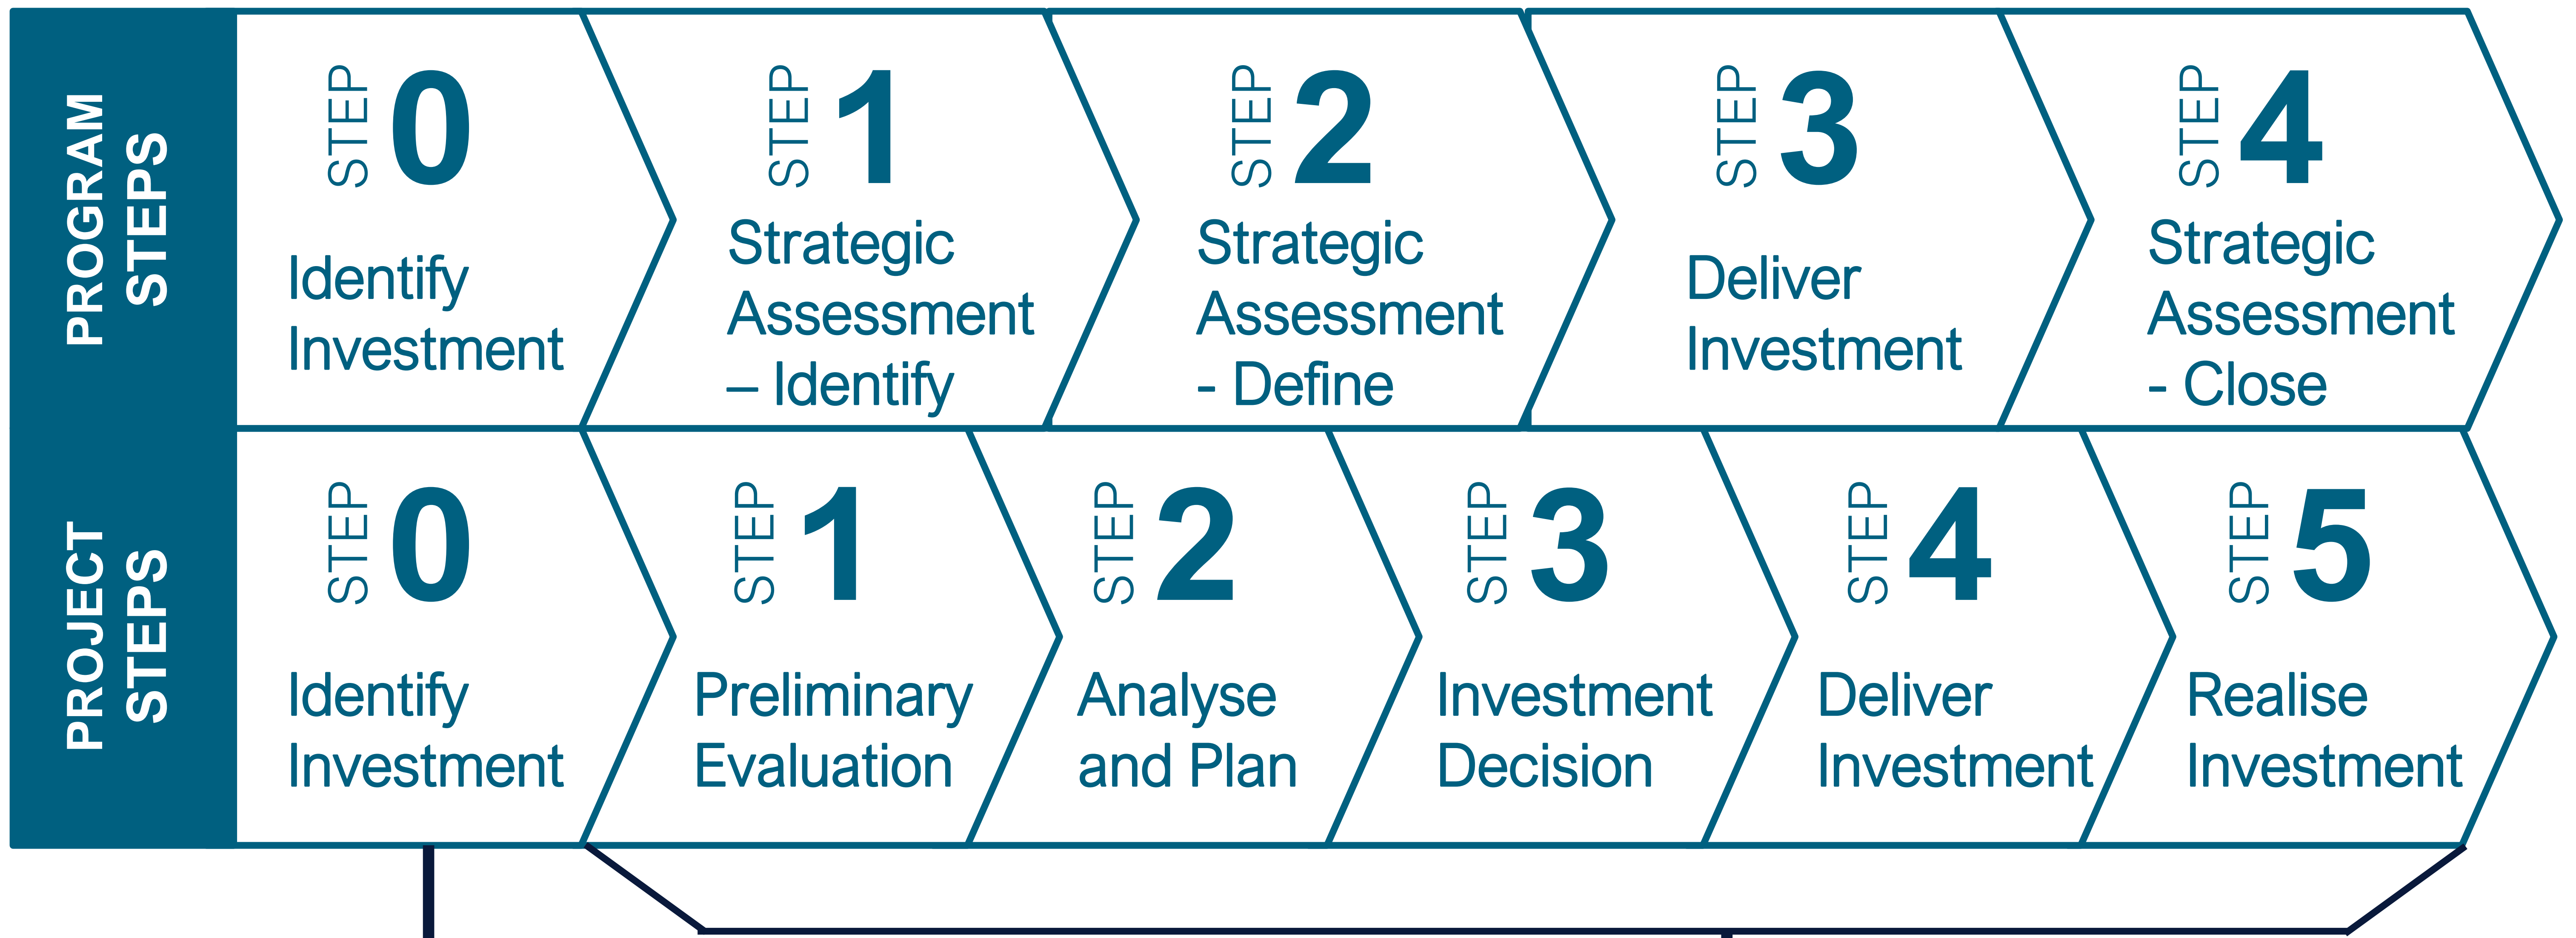 PROGRAM
STEPS
STEP 0
Identify
Investment
STEP 1
Strategic
Assessment
– Identify
STEP 2
Strategic
Assessment
- Define
STEP 3
Deliver
Investment
STEP 4
Strategic
Assessment
- Close
PROJECT
STEPS
STEP 0
Identify
Investment
STEP 1
Preliminary
Evaluation
STEP 2
Analyse
and Plan
STEP 3
Investment
Decision
STEP 4
Deliver
Investment
STEP 5
Realise
Investment